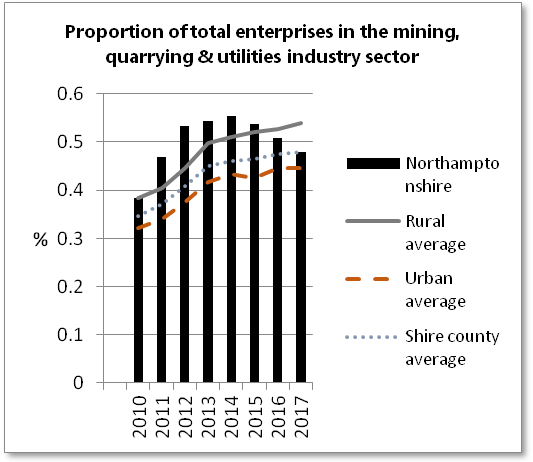 Proportion of total enterprises in the mining,
quarrying & utilities industry sector
0.6
0.5
0.4
0.3
0.2
0.1
0
%
2010
2011
2012
2013
2014
2015
2016
2017
Northampto
nshire
Rural
average
Urban
average
Shire county
average